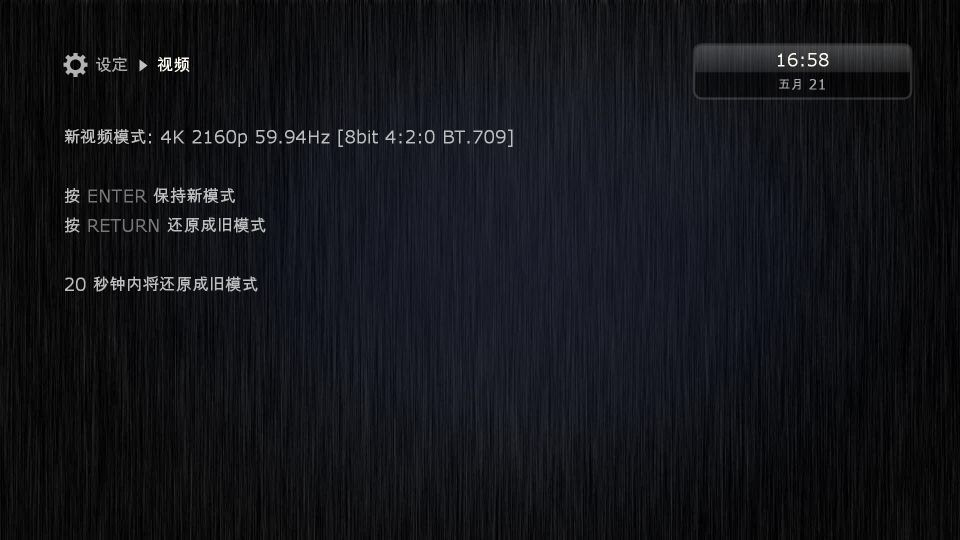 设定 ▶ 视频
16:58
五月 21
新视频模式: 4K 2160p 59.94Hz [8bit 4:2:0 BT.709]
按 ENTER 保持新模式
按 RETURN 还原成旧模式
20 秒钟内将还原成旧模式